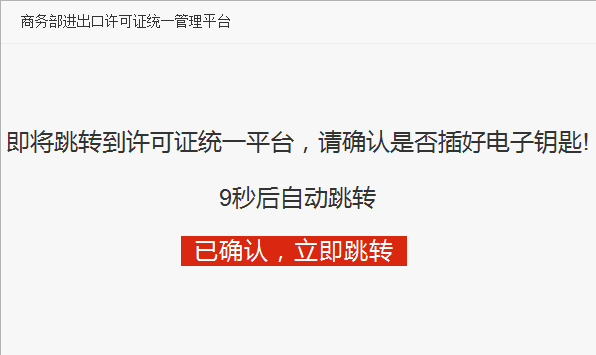 商务部进出口许可证统一管理平台
即将跳转到许可证统一平台，请确认是否插好电子钥匙!
9秒后自动跳转
已确认，立即跳转